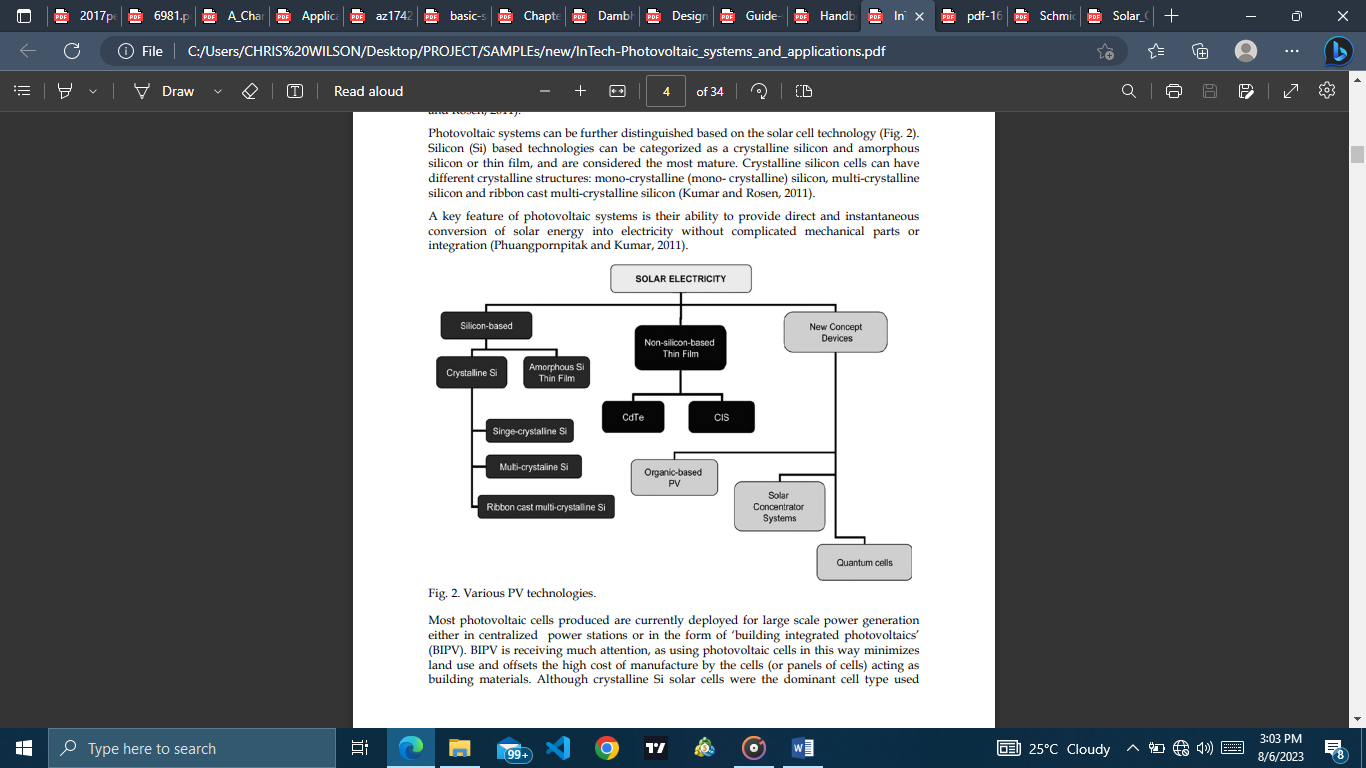 2017pe
6981.p
A_Char
Applica
az1742
basic-s
Chapte
Dambh
Design
Guide-
Handb
InT
pdf-16
Schmic
Solar_C
File
C:/Users/CHRIS%20WILSON/Desktop/PROJECT/SAMPLEs/new/InTech-Photovoltaic_systems_and_applications.pdf
Draw
Read aloud
4
of 34
and Rosen, 2011).
Photovoltaic systems can be further distinguished based on the solar cell technology (Fig. 2).
Silicon (Si) based technologies can be categorized as a crystalline silicon and amorphous
silicon or thin film, and are considered the most mature. Crystalline silicon cells can have
different crystalline structures: mono-crystalline (mono- crystalline) silicon, multi-crystalline
silicon and ribbon cast multi-crystalline silicon (Kumar and Rosen, 2011).
A key feature of photovoltaic systems is their ability to provide direct and instantaneous
conversion of solar energy into electricity without complicated mechanical parts or
integration (Phuangpornpitak and Kumar, 2011).
SOLAR ELECTRICITY
Silicon-based
Non-silicon-based
Thin Film
New Concept
Devices
Crystalline Si
Amorphous Si
Thin Film
CdTe
CIS
Singe-crystalline Si
Multi-crystaline Si
Ribbon cast multi-crystalline Si
Organic-based
PV
Solar
Concentrator
Systems
Quantum cells
Fig. 2. Various PV technologies.
Most photovoltaic cells produced are currently deployed for large scale power generation
either in centralized power stations or in the form of 'building integrated photovoltaics'
(BIPV). BIPV is receiving much attention, as using photovoltaic cells in this way minimizes
land use and offsets the high cost of manufacture by the cells (or panels of cells) acting as
building materials. Although crystalline Si solar cells were the dominant cell type used
Type here to search
99+
25°C Cloudy
3:03 PM
8/6/2023
8